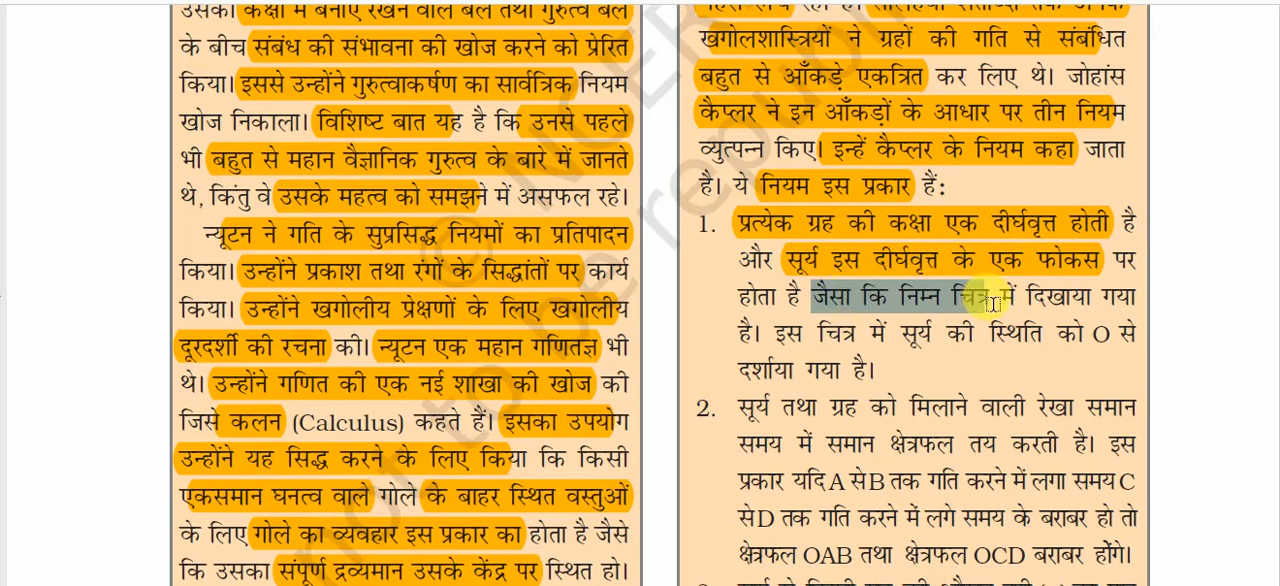 उसकी कक्षा में बनाए रखने वाले बल तथा गुरुत्व बल
के बीच संबंध की संभावना की खोज करने को प्रेरित
किया। इससे उन्होंने गुरुत्वाकर्षण का सार्वत्रिक नियम
खोज निकाला। विशिष्ट बात यह है कि उनसे पहले
भी बहुत से महान वैज्ञानिक गुरुत्व के बारे में जानते
थे, किंतु वे उसके महत्व को समझने में असफल रहे।
न्यूटन ने गति के सुप्रसिद्ध नियमों का प्रतिपादन
किया। उन्होंने प्रकाश तथा रंगों के सिद्धांतों पर कार्य
किया। उन्होंने खगोलीय प्रेक्षणों के लिए खगोलीय
दूरदर्शी की रचना की। न्यूटन एक महान गणितज्ञ भी
थे। उन्होंने गणित की एक नई शाखा की खोज की
जिसे कलन (Calculus) कहते हैं। इसका उपयोग
उन्होंने यह सिद्ध करने के लिए किया कि किसी
एकसमान घनत्व वाले गोले के बाहर स्थित वस्तुओं
के लिए गोले का व्यवहार इस प्रकार का होता है जैसे
कि उसका संपूर्ण द्रव्यमान उसके केंद्र पर स्थित हो।
खगोलशास्त्रियों ने ग्रहों की गति से संबंधित
बहुत से आँकड़े एकत्रित कर लिए थे। जोहांस
कैप्लर ने इन आँकड़ों के आधार पर तीन नियम
व्युत्पन्न किए। इन्हें कैप्लर के नियम कहा जाता
है। ये नियम इस प्रकार हैं:
1. प्रत्येक ग्रह की कक्षा एक दीर्घवृत्त होती है
और सूर्य इस दीर्घवृत्त के एक फोकस पर
होता है जैसा कि निम्न चित्र में दिखाया गया
है। इस चित्र में सूर्य की स्थिति को O से
दर्शाया गया है।
2. सूर्य तथा ग्रह को मिलाने वाली रेखा समान
समय में समान क्षेत्रफल तय करती है। इस
प्रकार यदि A से B तक गति करने में लगा समय C
से D तक गति करने में लगे समय के बराबर हो तो
क्षेत्रफल OAB तथा क्षेत्रफल OCD बराबर होंगे।